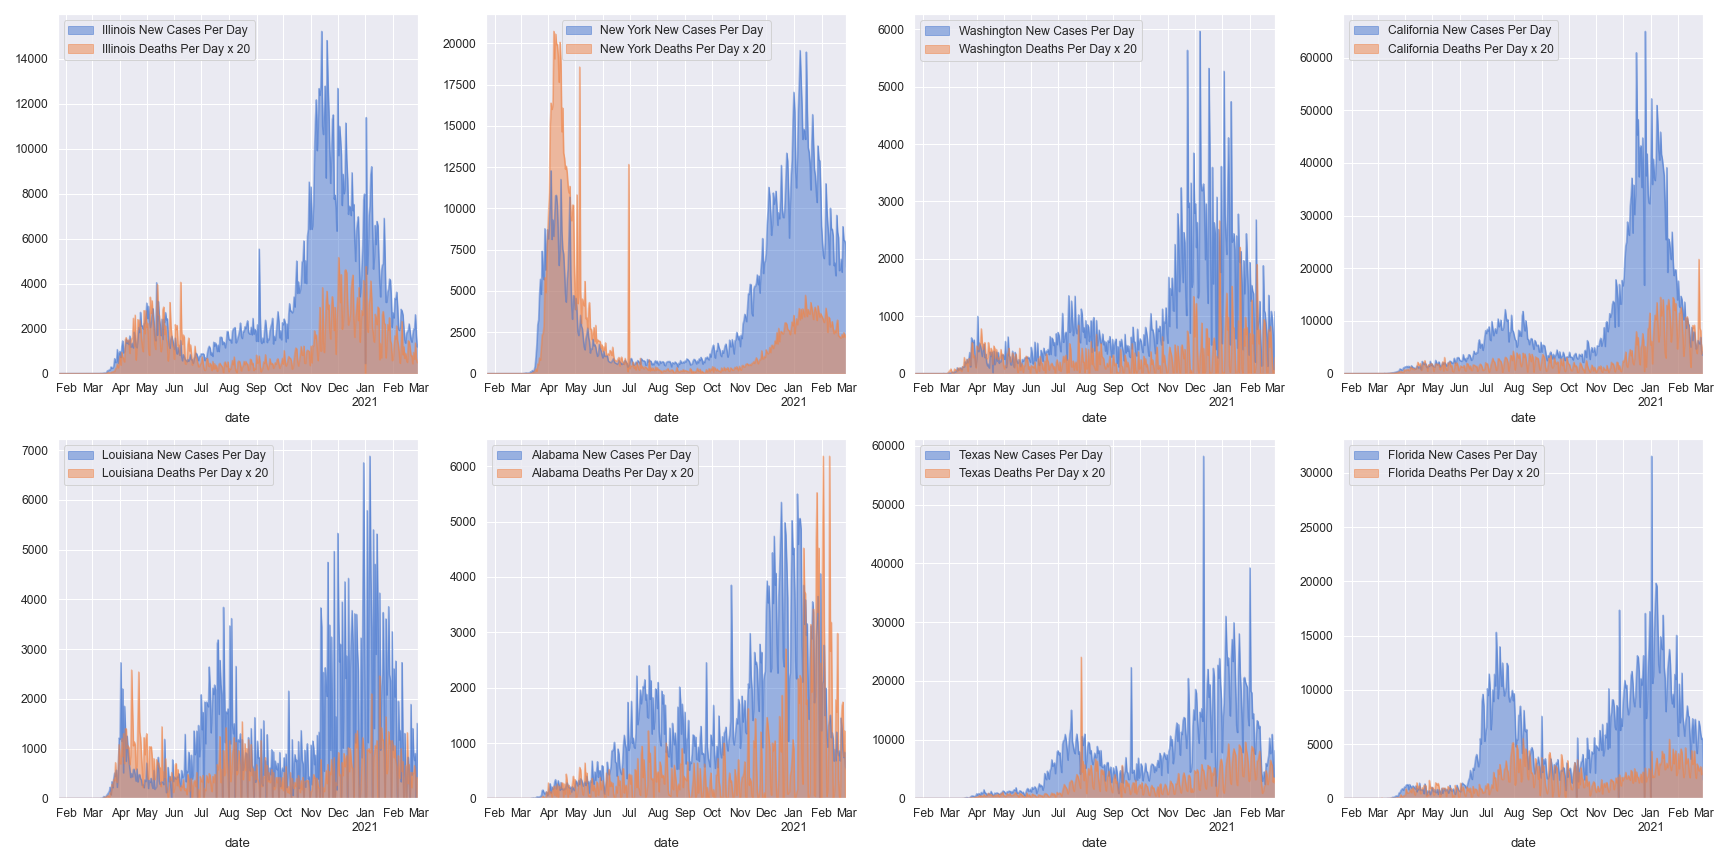 Illinois New Cases Per Day
Illinois Deaths Per Day x 20
14000
12000
10000
8000
6000
4000
2000
0
Feb Mar Apr May Jun Jul Aug Sep Oct Nov Dec Jan Feb Mar
2021
date
New York New Cases Per Day
New York Deaths Per Day x 20
20000
17500
15000
12500
10000
7500
5000
2500
0
Feb Mar Apr May Jun Jul Aug Sep Oct Nov Dec Jan Feb Mar
2021
date
Washington New Cases Per Day
Washington Deaths Per Day x 20
6000
5000
4000
3000
2000
1000
0
Feb Mar Apr May Jun Jul Aug Sep Oct Nov Dec Jan Feb Mar
2021
date
California New Cases Per Day
California Deaths Per Day x 20
60000
50000
40000
30000
20000
10000
0
Feb Mar Apr May Jun Jul Aug Sep Oct Nov Dec Jan Feb Mar
2021
date
Louisiana New Cases Per Day
Louisiana Deaths Per Day x 20
7000
6000
5000
4000
3000
2000
1000
0
Feb Mar Apr May Jun Jul Aug Sep Oct Nov Dec Jan Feb Mar
2021
date
Alabama New Cases Per Day
Alabama Deaths Per Day x 20
6000
5000
4000
3000
2000
1000
0
Feb Mar Apr May Jun Jul Aug Sep Oct Nov Dec Jan Feb Mar
2021
date
Texas New Cases Per Day
Texas Deaths Per Day x 20
60000
50000
40000
30000
20000
10000
0
Feb Mar Apr May Jun Jul Aug Sep Oct Nov Dec Jan Feb Mar
2021
date
Florida New Cases Per Day
Florida Deaths Per Day x 20
30000
25000
20000
15000
10000
5000
0
Feb Mar Apr May Jun Jul Aug Sep Oct Nov Dec Jan Feb Mar
2021
date